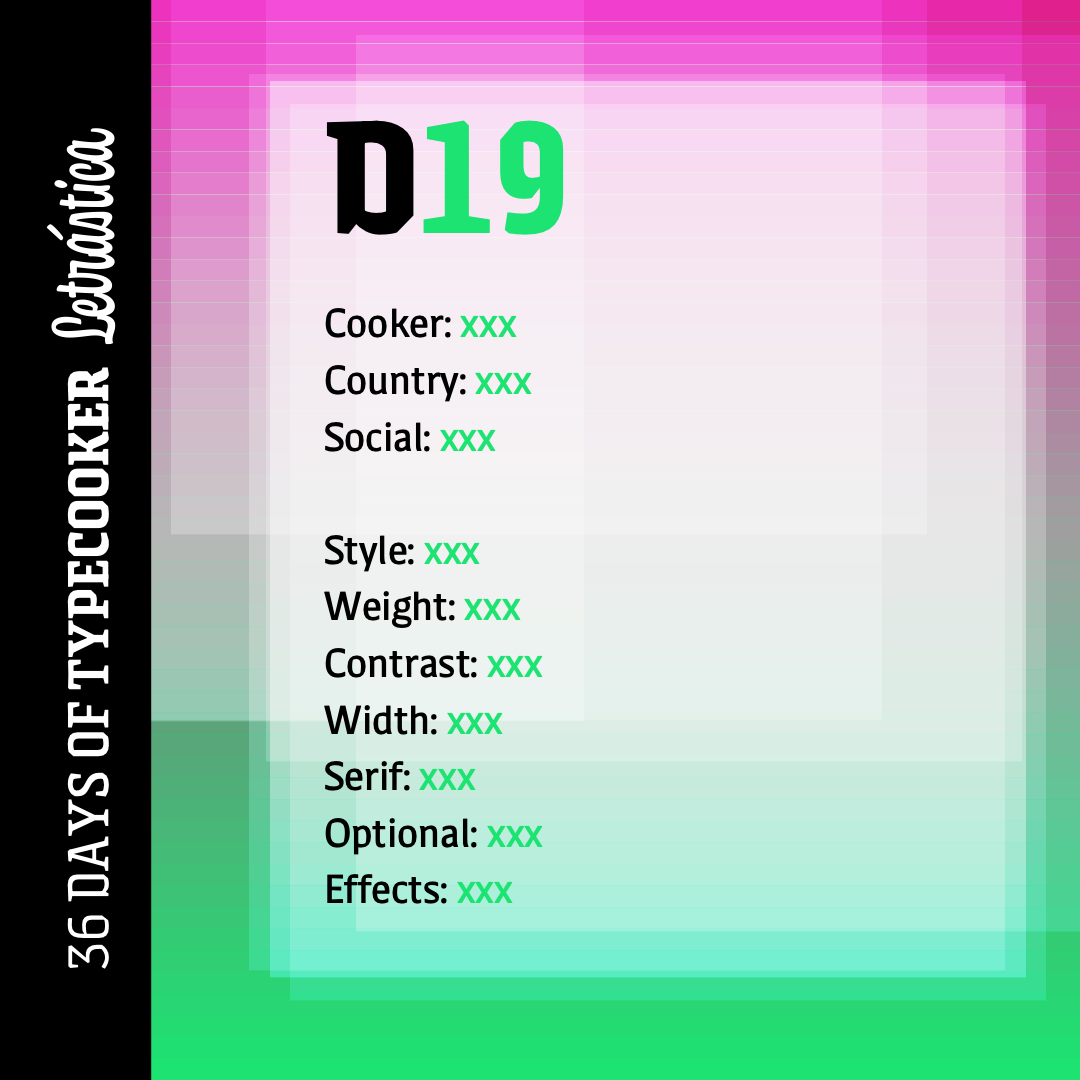 36 DAYS OF TYPECOOKER Letrástica
D19
Cooker: xxx
Country: xxx
Social: xxx
Style: xxx
Weight: xxx
Contrast: xxx
Width: xxx
Serif: xxx
Optional: xxx
Effects: xxx